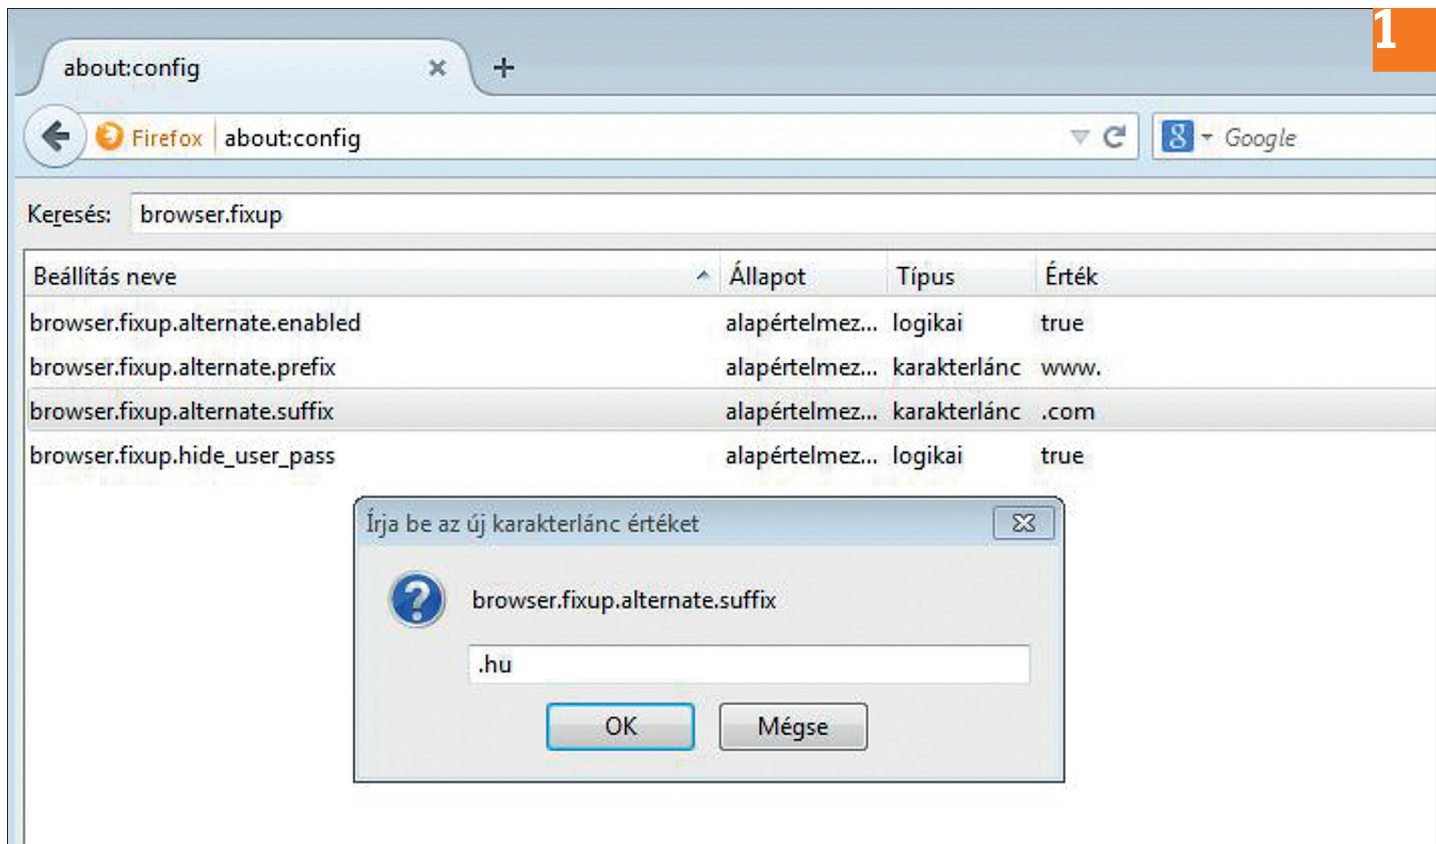 1
about:config
Firefox about:config Google
Keresés: browser.fixup
Beállítás neve Állapot Típus Érték
browser.fixup.alternate.enabled alapértelmez... logikai true
browser.fixup.alternate.prefix alapértelmez... karakterlánc www.
browser.fixup.alternate.suffix alapértelmez... karakterlánc .com
browser.fixup.hide_user_pass alapértelmez... logikai true
Írja be az új karakterlánc értéket
browser.fixup.alternate.suffix
.hu
OK Mégse